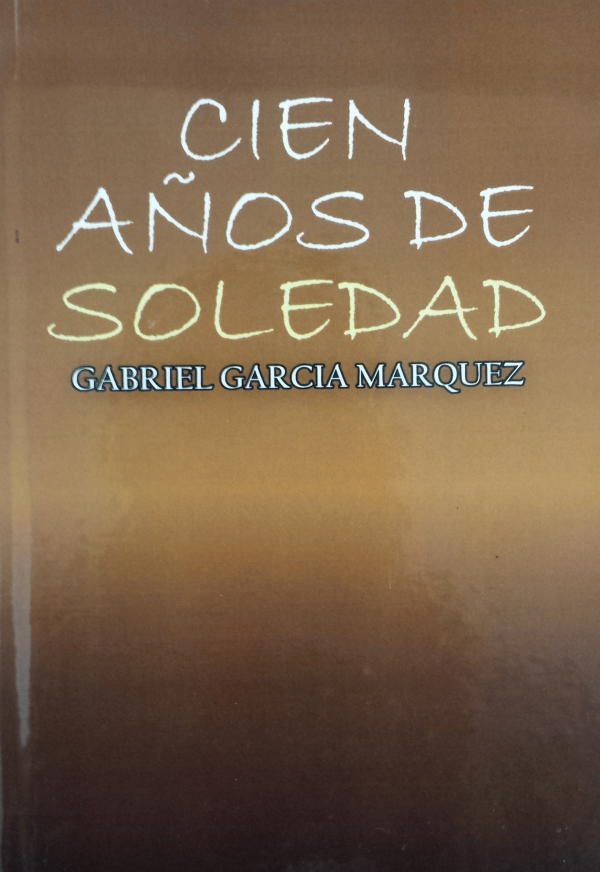 CIEN
AÑOS DE
SOLEDAD
GABRIEL GARCIA MARQUEZ